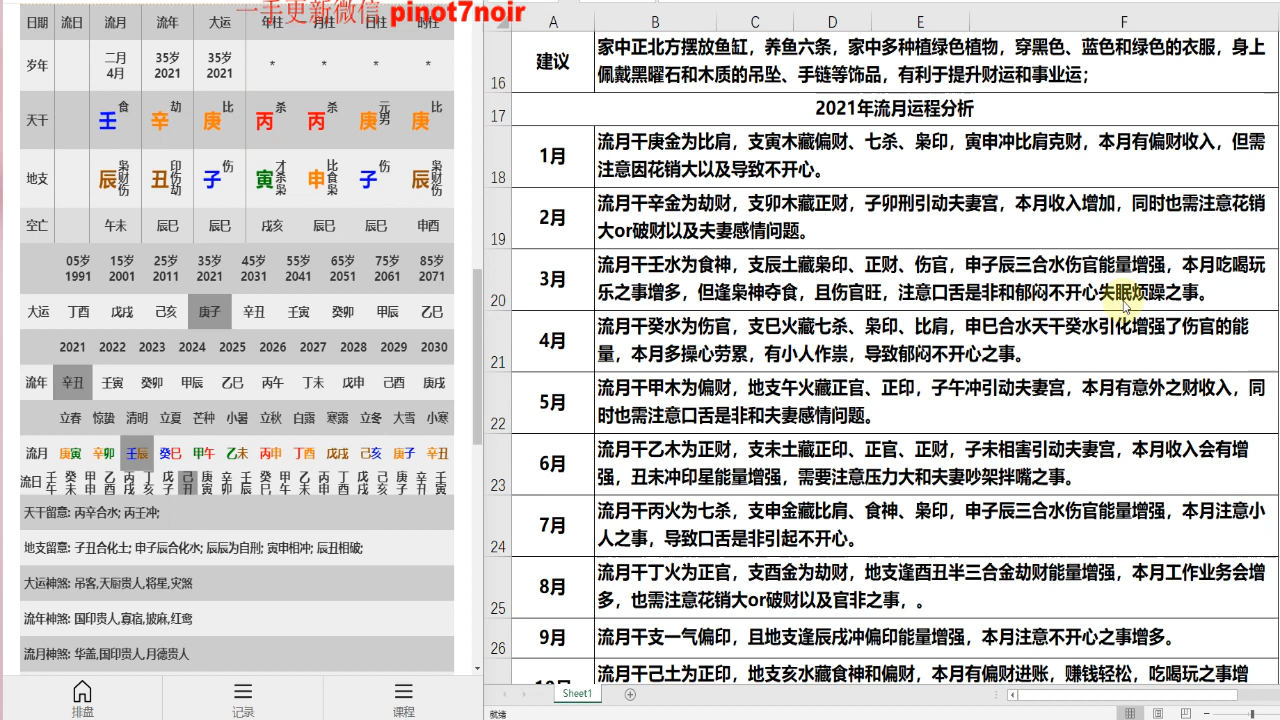 一手更新微信 pinot7noir
日期 流日 流月 流年 大运 年柱 月柱 日柱 时柱
岁年 二月 4月 35岁 2021 35岁 2021 * * * *
天干 壬 食 辛 劫 庚 比 丙 杀 丙 杀 庚 元男 庚 比
地支 辰 枭财伤 丑 印伤劫 子 伤 寅 才杀枭 申 比食枭 子 伤 辰 枭财伤
空亡 午未 辰巳 辰巳 戌亥 辰巳 辰巳 申酉
05岁 15岁 25岁 35岁 45岁 55岁 65岁 75岁 85岁
1991 2001 2011 2021 2031 2041 2051 2061 2071
大运 丁酉 戊戌 己亥 庚子 辛丑 壬寅 癸卯 甲辰 乙巳
2021 2022 2023 2024 2025 2026 2027 2028 2029 2030
流年 辛丑 壬寅 癸卯 甲辰 乙巳 丙午 丁未 戊申 己酉 庚戌
立春 惊蛰 清明 立夏 芒种 小暑 立秋 白露 寒露 立冬 大雪 小寒
流月 庚寅 辛卯 壬辰 癸巳 甲午 乙未 丙申 丁酉 戊戌 己亥 庚子 辛丑
流日 壬午 癸未 甲申 乙酉 丙戌 丁亥 戊子 己丑 庚寅 辛卯 壬辰 癸巳 甲午 乙未 丙申 丁酉 戊戌 己亥 庚子 辛丑 壬寅
天干留意: 丙辛合水; 丙壬冲;
地支留意: 子丑合化土; 申子辰合化水; 辰辰为自刑; 寅申相冲; 辰丑相破;
大运神煞: 吊客,天厨贵人,将星,灾煞
流年神煞: 国印贵人,寡宿,披麻,红鸾
流月神煞: 华盖,国印贵人,月德贵人
排盘 记录 课程
A B C D E F
16 建议
家中正北方摆放鱼缸，养鱼六条，家中多种植绿色植物，穿黑色、蓝色和绿色的衣服，身上
佩戴黑曜石和木质的吊坠、手链等饰品，有利于提升财运和事业运；
17 2021年流月运程分析
18 1月
流月干庚金为比肩，支寅木藏偏财、七杀、枭印，寅申冲比肩克财，本月有偏财收入，但需
注意因花销大以及导致不开心。
19 2月
流月干辛金为劫财，支卯木藏正财，子卯刑引动夫妻宫，本月收入增加，同时也需注意花销
大or破财以及夫妻感情问题。
20 3月
流月干壬水为食神，支辰土藏枭印、正财、伤官，申子辰三合水伤官能量增强，本月吃喝玩
乐之事增多，但逢枭神夺食，且伤官旺，注意口舌是非和郁闷不开心失眠烦躁之事。
21 4月
流月干癸水为伤官，支巳火藏七杀、枭印、比肩，申巳合水天干癸水引化增强了伤官的能
量，本月多操心劳累，有小人作祟，导致郁闷不开心之事。
22 5月
流月干甲木为偏财，地支午火藏正官、正印，子午冲引动夫妻宫，本月有意外之财收入，同
时也需注意口舌是非和夫妻感情问题。
23 6月
流月干乙木为正财，支未土藏正印、正官、正财，子未相害引动夫妻宫，本月收入会有增
强，丑未冲印星能量增强，需要注意压力大和夫妻吵架拌嘴之事。
24 7月
流月干丙火为七杀，支申金藏比肩、食神、枭印，申子辰三合水伤官能量增强，本月注意小
人之事，导致口舌是非引起不开心。
25 8月
流月干丁火为正官，支酉金为劫财，地支逢酉丑半三合金劫财能量增强，本月工作业务会增
多，也需注意花销大or破财以及官非之事，。
26 9月
流月干支一气偏印，且地支逢辰戌冲偏印能量增强，本月注意不开心之事增多。
10月
流月干己土为正印，地支亥水藏食神和偏财，本月有偏财进账，赚钱轻松，吃喝玩之事增
Sheet1
就绪